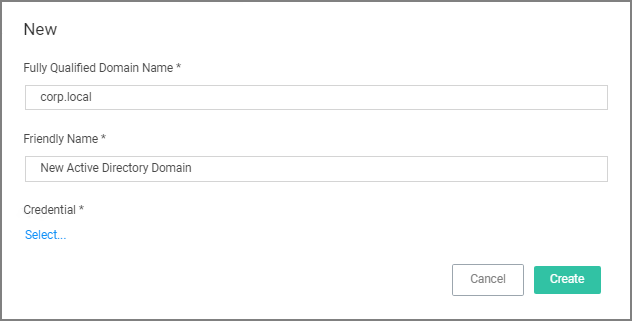 New
Fully Qualified Domain Name *
corp.local
Friendly Name *
New Active Directory Domain
Credential *
Select...
Cancel Create